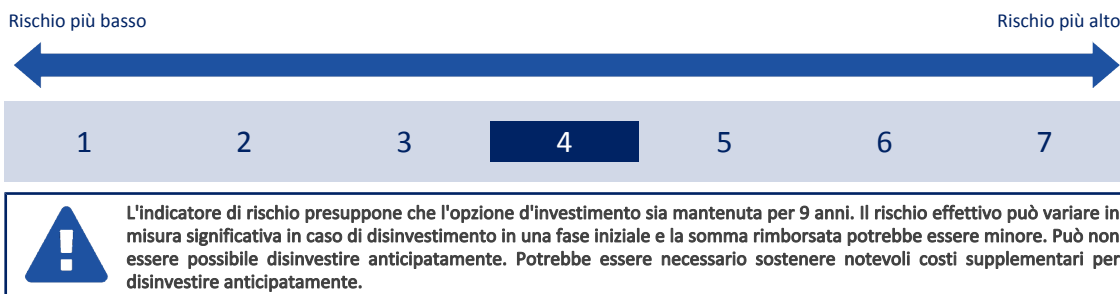 Rischio più basso Rischio più alto
1 2 3 4 5 6 7
L'indicatore di rischio presuppone che l'opzione d'investimento sia mantenuta per 9 anni. Il rischio effettivo può variare in
misura significativa in caso di disinvestimento in una fase iniziale e la somma rimborsata potrebbe essere minore. Può non
essere possibile disinvestire anticipatamente. Potrebbe essere necessario sostenere notevoli costi supplementari per
disinvestire anticipatamente.